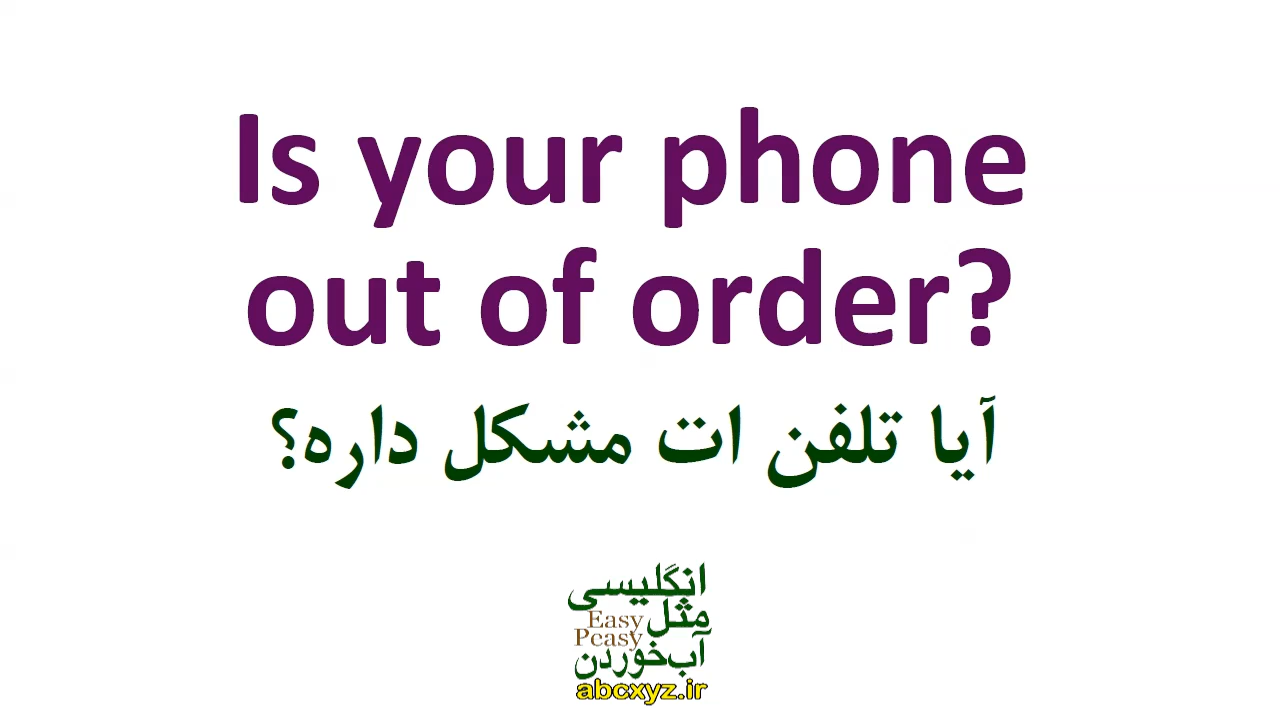 Is your phone
out of order?
آیا تلفن ات مشکل داره؟
انگلیسی
مثل
Easy
Peasy
آب‌خوردن
abcxyz.ir